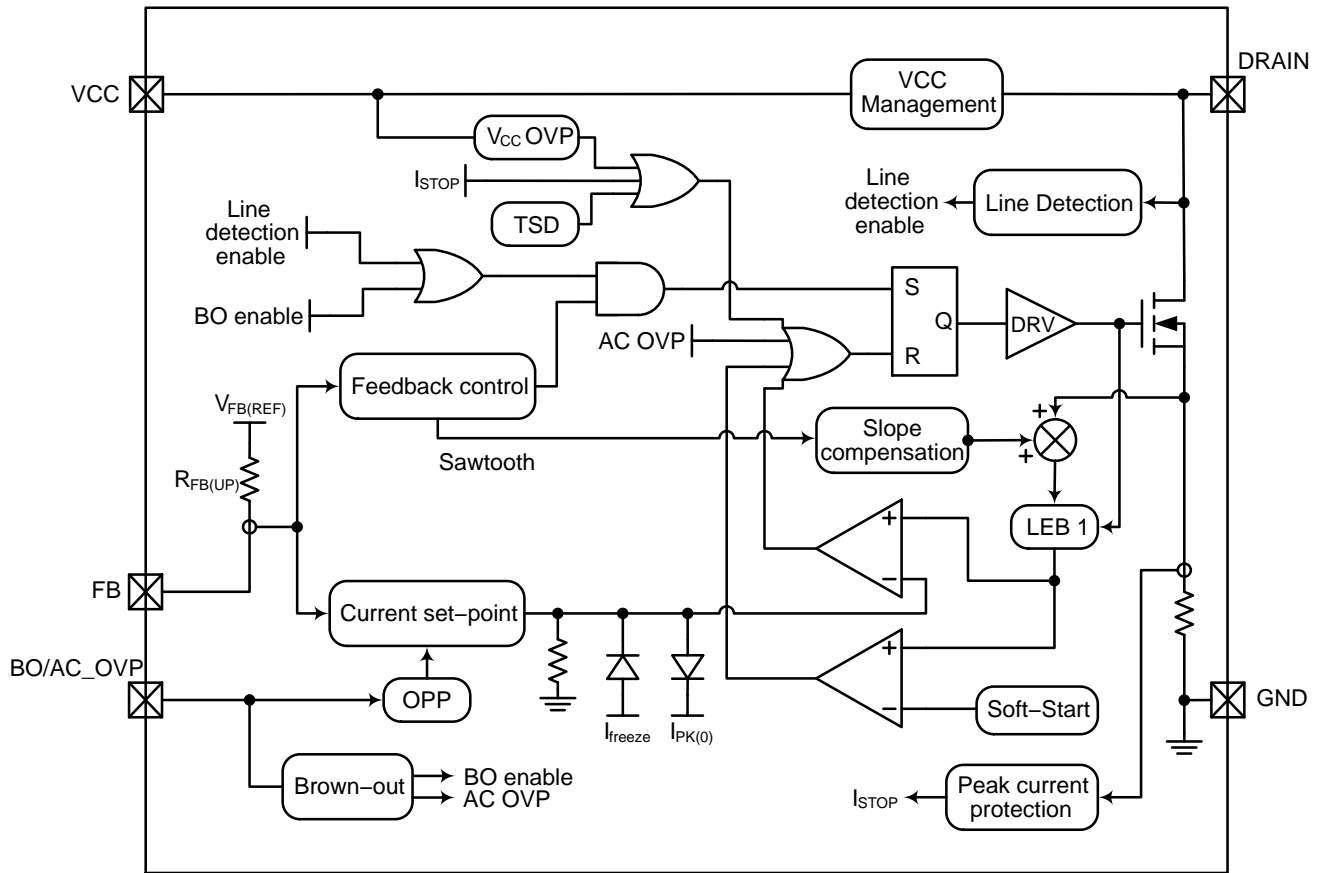 DRAIN
VCC
VCC
Management
VCC OVP
ISTOP
TSD
Line
detection
enable
Line Detection
Line
detection
enable
BO enable
S
Q
R
DRV
AC OVP
Feedback control
VFB(REF)
RFB(UP)
Sawtooth
Slope
compensation
+
+
LEB 1
+
−
FB
Current set−point
BO/AC_OVP
OPP
+
−
Soft−Start
GND
Ifreeze
IPK(0)
Brown−out
BO enable
AC OVP
ISTOP
Peak current
protection